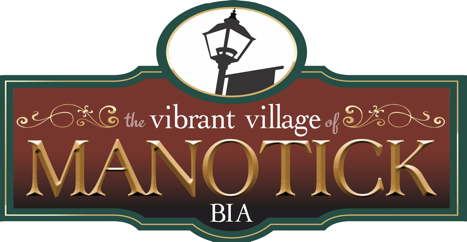 the vibrant village of
MANOTICK
BIA